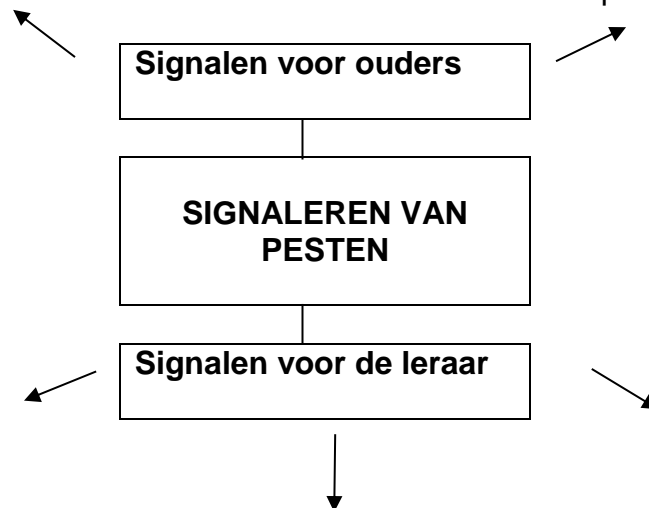 Signalen voor ouders
SIGNALEREN VAN
PESTEN
Signalen voor de leraar